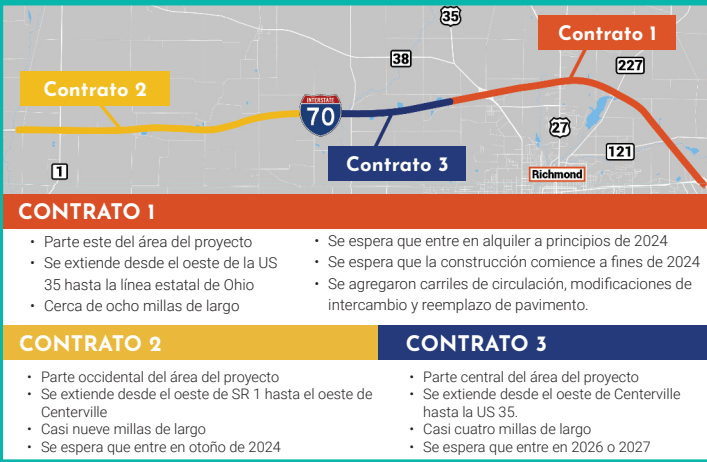 35
Contrato 1
38
227
Contrato 2
INTERSTATE
70
27
Contrato 3
121
1
Richmond
CONTRATO 1
• Parte este del área del proyecto
• Se extiende desde el oeste de la US
35 hasta la línea estatal de Ohio
• Cerca de ocho millas de largo
• Se espera que entre en alquiler a principios de 2024
• Se espera que la construcción comience a fines de 2024
• Se agregaron carriles de circulación, modificaciones de
intercambio y reemplazo de pavimento.
CONTRATO 2
• Parte occidental del área del proyecto
• Se extiende desde el oeste de SR 1 hasta el oeste de
Centerville
• Casi nueve millas de largo
• Se espera que entre en otoño de 2024
CONTRATO 3
• Parte central del área del proyecto
• Se extiende desde el oeste de Centerville
hasta la US 35.
• Casi cuatro millas de largo
• Se espera que entre en 2026 o 2027